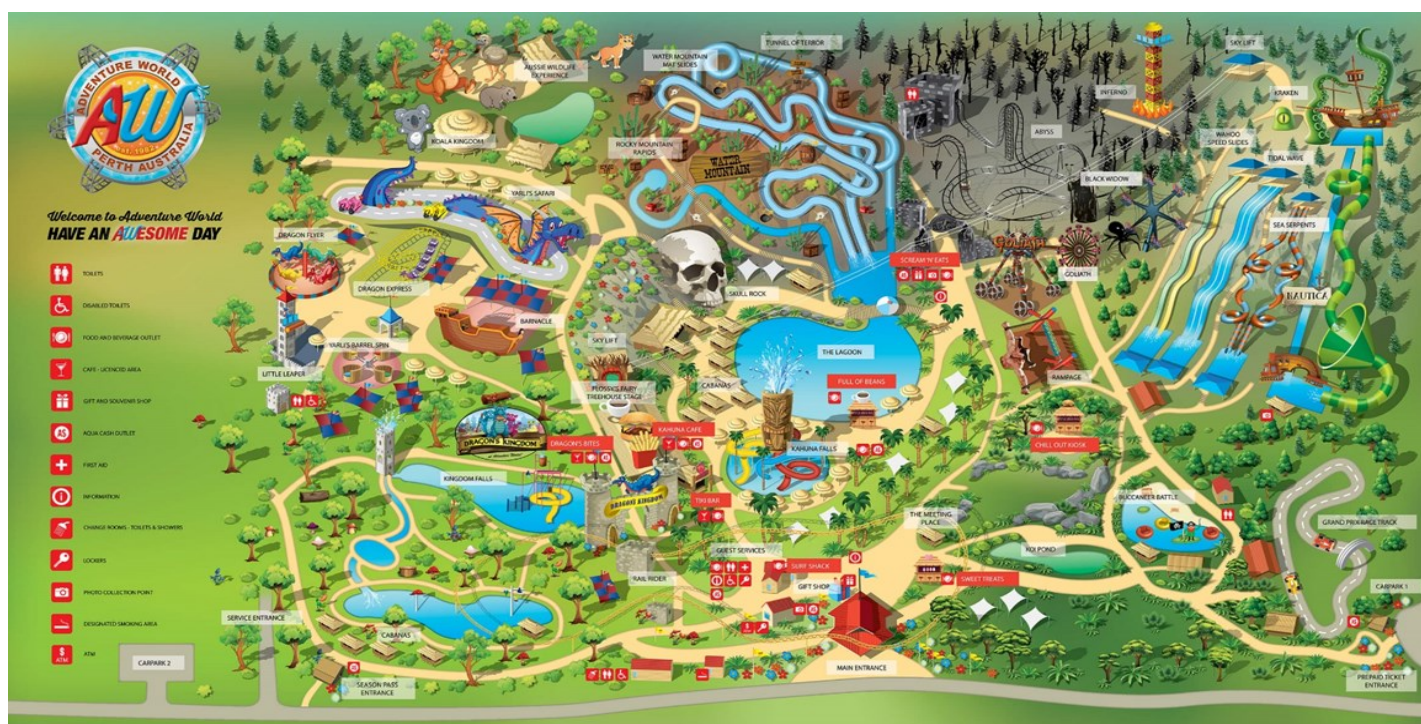 ADVENTURE WORLD
AW
est. 1982
PERTH AUSTRALIA
Welcome to Adventure World
HAVE AN AWESOME DAY
TOILETS
DISABLED TOILETS
FOOD AND BEVERAGE OUTLET
CAFE - LICENCED AREA
GIFT AND SOUVENIR SHOP
AS
AQUA CASH OUTLET
FIRST AID
INFORMATION
CHANGE ROOMS - TOILETS & SHOWERS
LOCKERS
PHOTO COLLECTION POINT
DESIGNATED SMOKING AREA
$
ATM
ATM
CARPARK 2
AUSSIE WILDLIFE
EXPERIENCE
KOALA KINGDOM
WATER MOUNTAIN
MAT SLIDES
TUNNEL OF TERROR
ROCKY MOUNTAIN
RAPIDS
WATER
MOUNTAIN
SKY LIFT
INFERNO
KRAKEN
ABYSS
WAHOO
SPEED SLIDES
TIDAL WAVE
BLACK WIDOW
SEA SERPENTS
NAUTICA
YARLI'S SAFARI
DRAGON FLYER
DRAGON EXPRESS
BARNACLE
YARLI'S BARREL SPIN
LITTLE LEAPER
SKULL ROCK
SCREAM 'N' EATS
GOLIATH
GOLIATH
RAMPAGE
SKY LIFT
FLOSSY'S FAIRY
TREEHOUSE STAGE
CABANAS
THE LAGOON
FULL OF BEANS
KAHUNA FALLS
CHILL OUT KIOSK
DRAGON'S KINGDOM
DRAGON'S BITES
KAHUNA CAFE
KINGDOM FALLS
DRAGON KINGDOM
TIKI BAR
THE MEETING
PLACE
BUCCANEER BATTLE
GRAND PRIX RACE TRACK
KOI POND
GUEST SERVICES
SURF SHACK
GIFT SHOP
SWEET TREATS
RAIL RIDER
CARPARK 1
SERVICE ENTRANCE
CABANAS
SEASON PASS
ENTRANCE
MAIN ENTRANCE
PREPAID TICKET
ENTRANCE